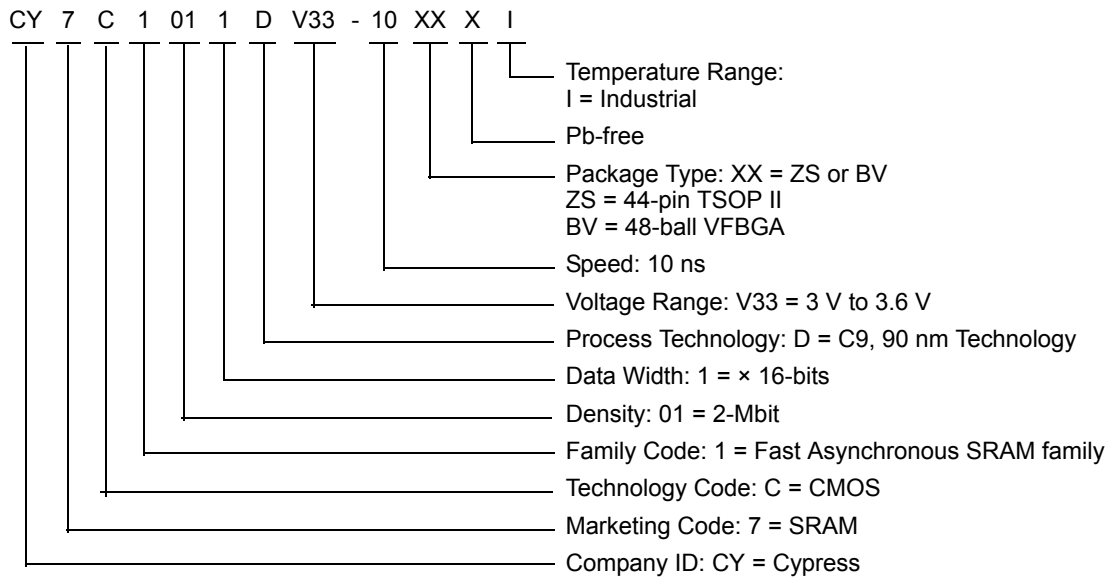 CY 7 C 1 01 1 D V33 - 10 XX X I
Temperature Range:
I = Industrial
Pb-free
Package Type: XX = ZS or BV
ZS = 44-pin TSOP II
BV = 48-ball VFBGA
Speed: 10 ns
Voltage Range: V33 = 3 V to 3.6 V
Process Technology: D = C9, 90 nm Technology
Data Width: 1 = × 16-bits
Density: 01 = 2-Mbit
Family Code: 1 = Fast Asynchronous SRAM family
Technology Code: C = CMOS
Marketing Code: 7 = SRAM
Company ID: CY = Cypress